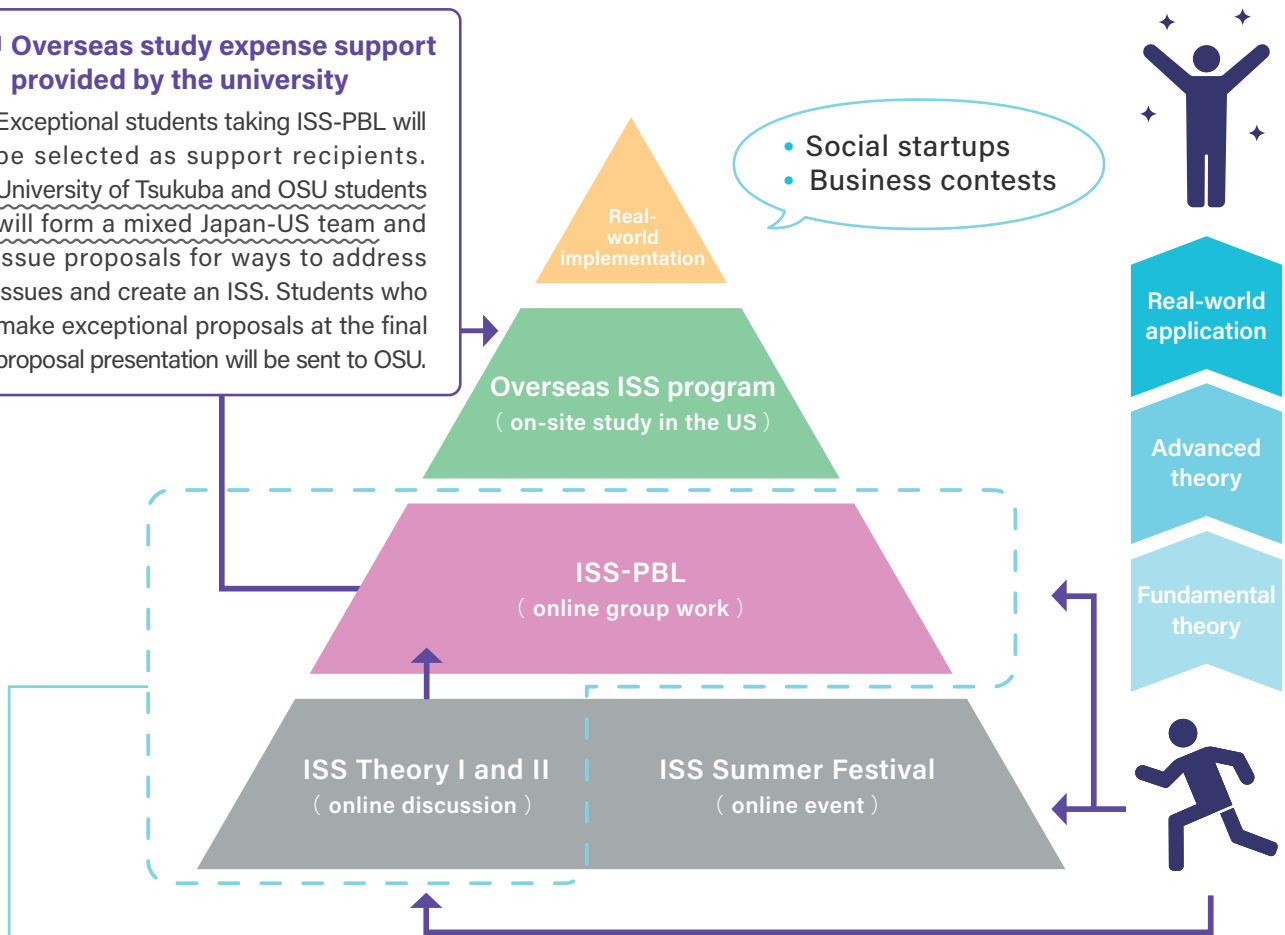 Overseas study expense support
provided by the university
Exceptional students taking ISS-PBL will
be selected as support recipients.
University of Tsukuba and OSU students
will form a mixed Japan-US team and
issue proposals for ways to address
issues and create an ISS. Students who
make exceptional proposals at the final
proposal presentation will be sent to OSU.
• Social startups
• Business contests
Real-
world
implementation
Overseas ISS program
（ on-site study in the US ）
ISS-PBL
（ online group work ）
ISS Theory I and II
（ online discussion ）
ISS Summer Festival
（ online event ）
Real-world
application
Advanced
theory
Fundamental
theory